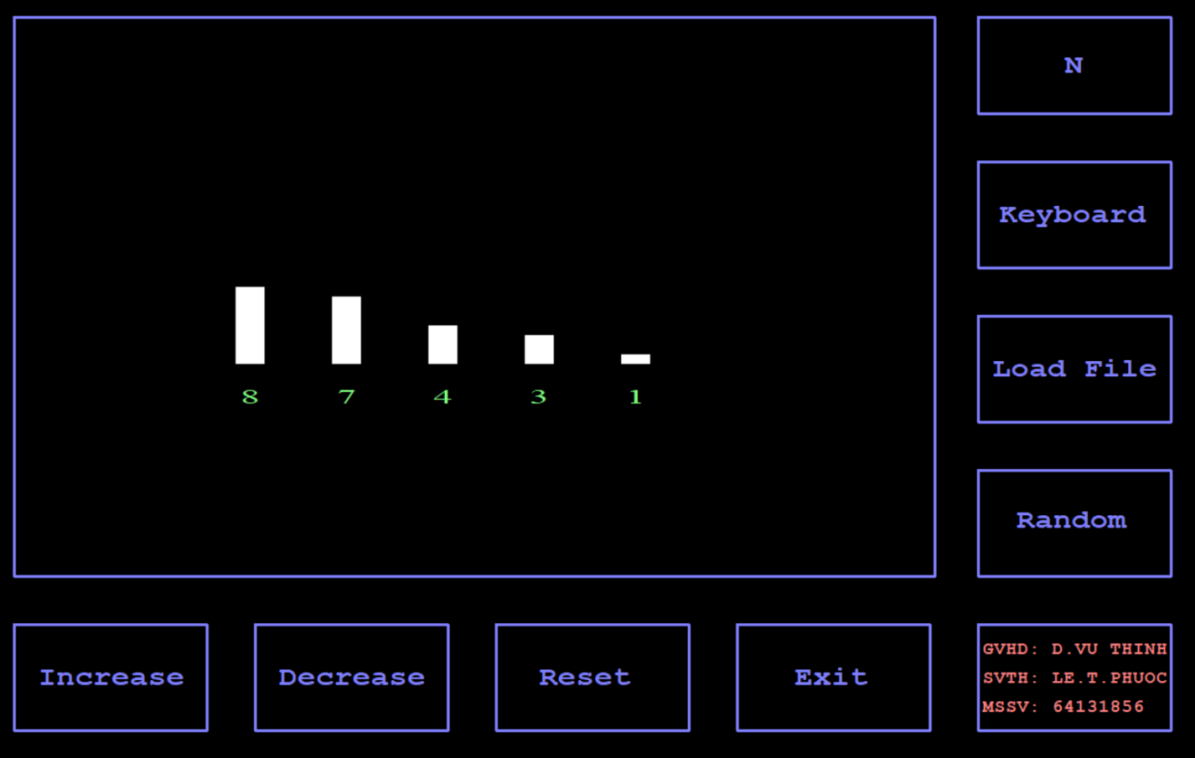 N
Keyboard
Load File
8 7 4 3 1
Random
Increase Decrease Reset Exit
GVHD: D.VU THINH
SVTH: LE.T.PHUOC
MSSV: 64131856